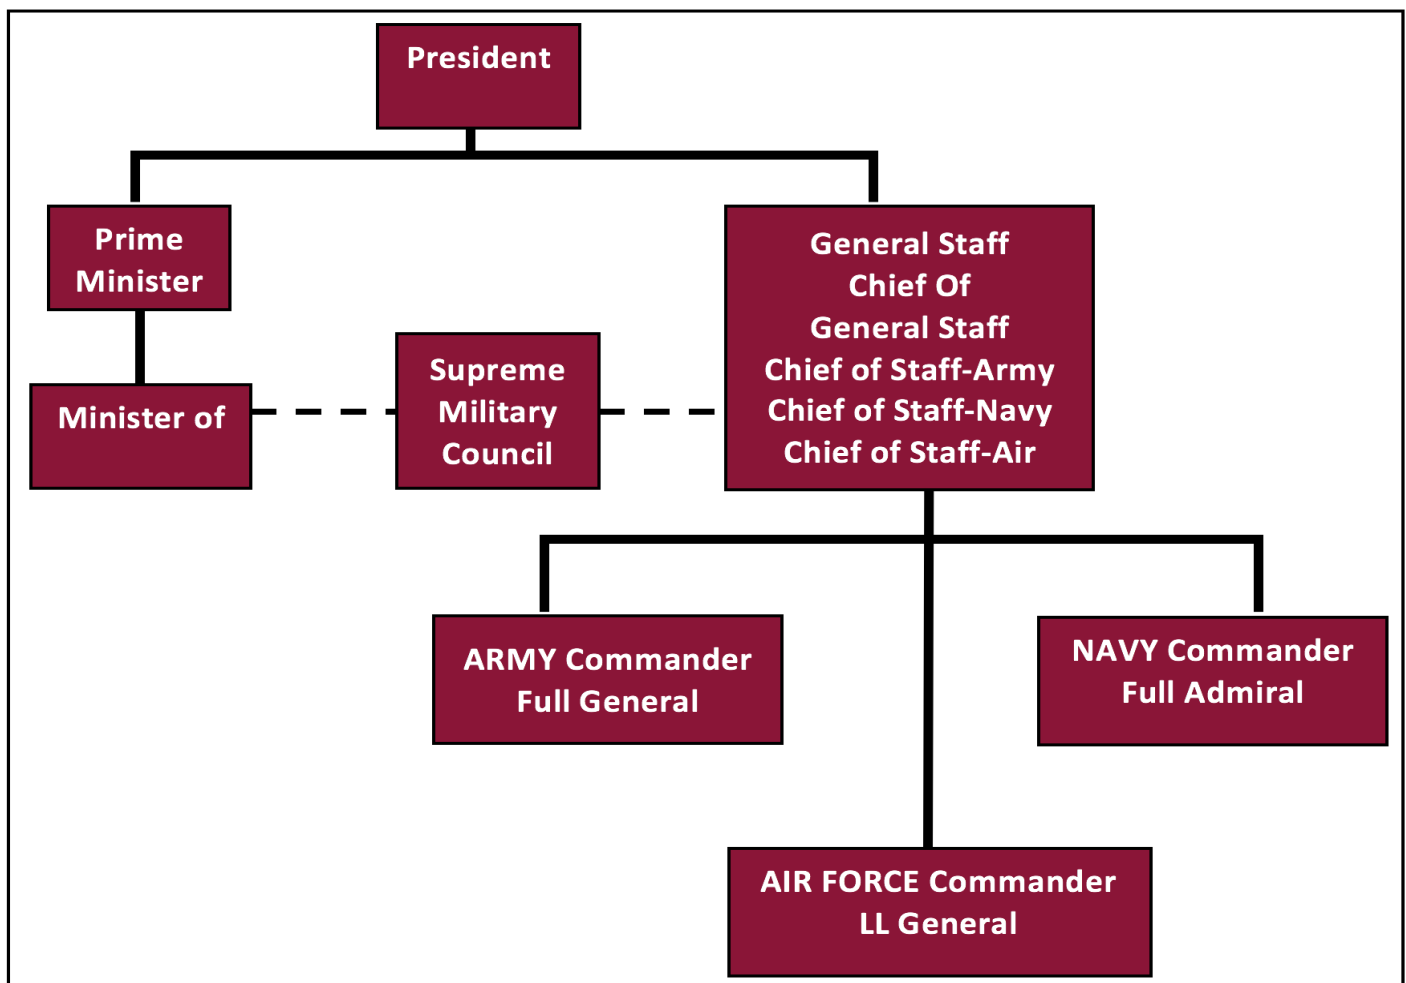 President
Prime
Minister
General Staff
Chief Of
General Staff
Chief of Staff-Army
Chief of Staff-Navy
Chief of Staff-Air
Supreme
Military
Council
Minister of
ARMY Commander
Full General
NAVY Commander
Full Admiral
AIR FORCE Commander
LL General